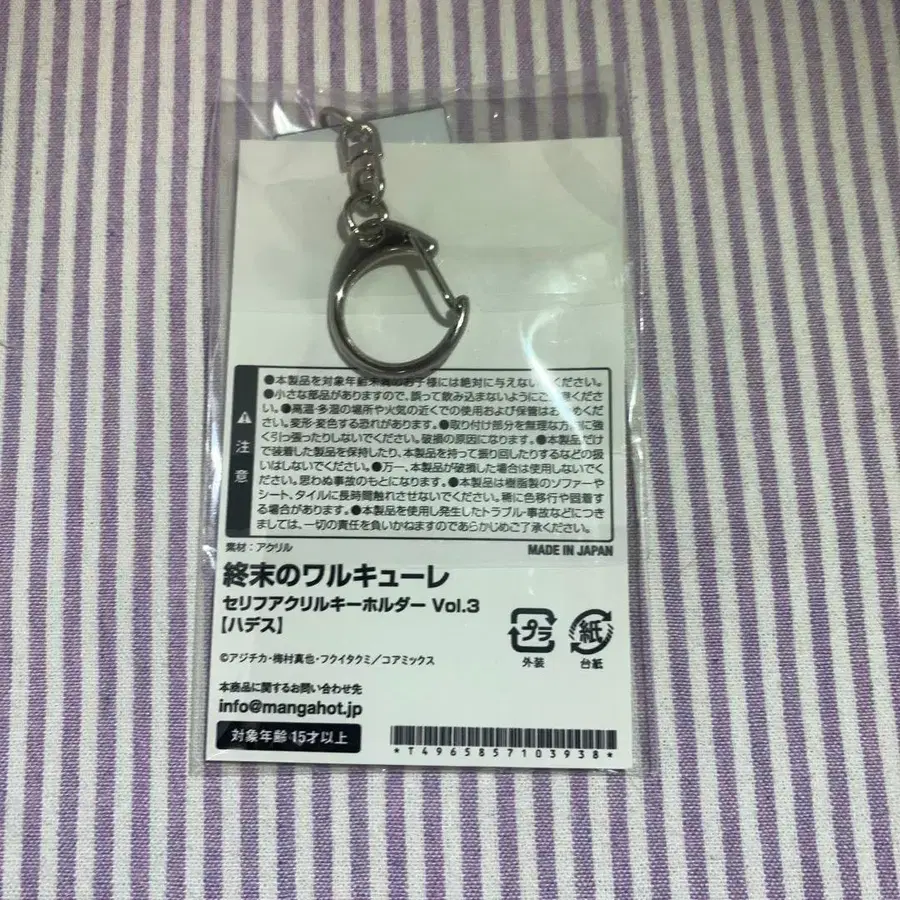 ●本製品を対象年齢未満のお子様には絶対に与えないでください。
●小さな部品がありますので、誤って飲み込まないようにご注意くださ
い。●高温・多湿の場所や火気の近くでの使用および保管はおやめくだ
さい。変形・変色する恐れがあります。●取り付け部分を無理な方向に強
く引っ張ったりしないでください。破損の原因になります。●本製品だけ
で装着した製品を保持したり、本製品を持って振り回したりするなどの扱
いはしないでください。●万一、本製品が破損した場合は使用しないでく
ださい。思わぬ事故のもとになります。●本製品は樹脂製のソファーや
シート、タイルに長時間触れさせないでください。稀に色移行や固着す
る場合があります。●本製品を使用し発生したトラブル・事故などにつき
ましては、一切の責任を負いかねますのであらかじめご了承ください。
注意
素材：アクリル
MADE IN JAPAN
終末のワルキューレ
セリフアクリルキーホルダー Vol.3
【ハデス】
プラ
外装
紙
台紙
©アジチカ・梅村真也・フクイタクミ／コアミックス
本商品に関するお問い合わせ先
info@mangahot.jp
対象年齢 15才以上
*T4965857103938*